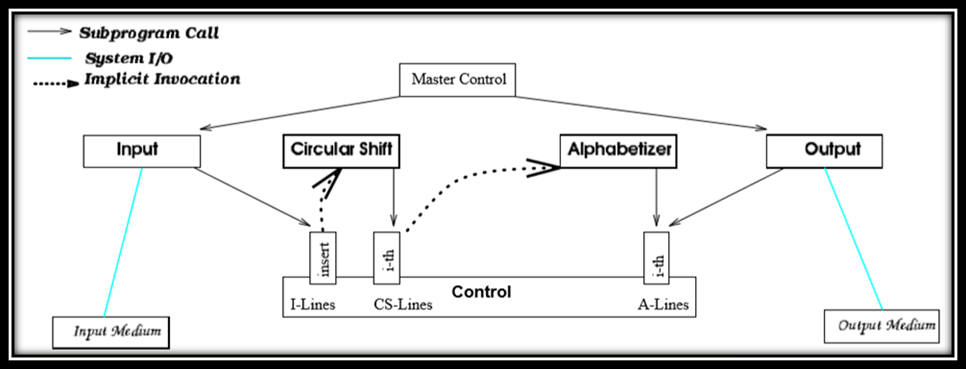 Subprogram Call
System I/O
Implicit Invocation
Master Control
Input
Circular Shift
Alphabetizer
Output
insert
i-th
i-th
Control
I-Lines
CS-Lines
A-Lines
Input Medium
Output Medium